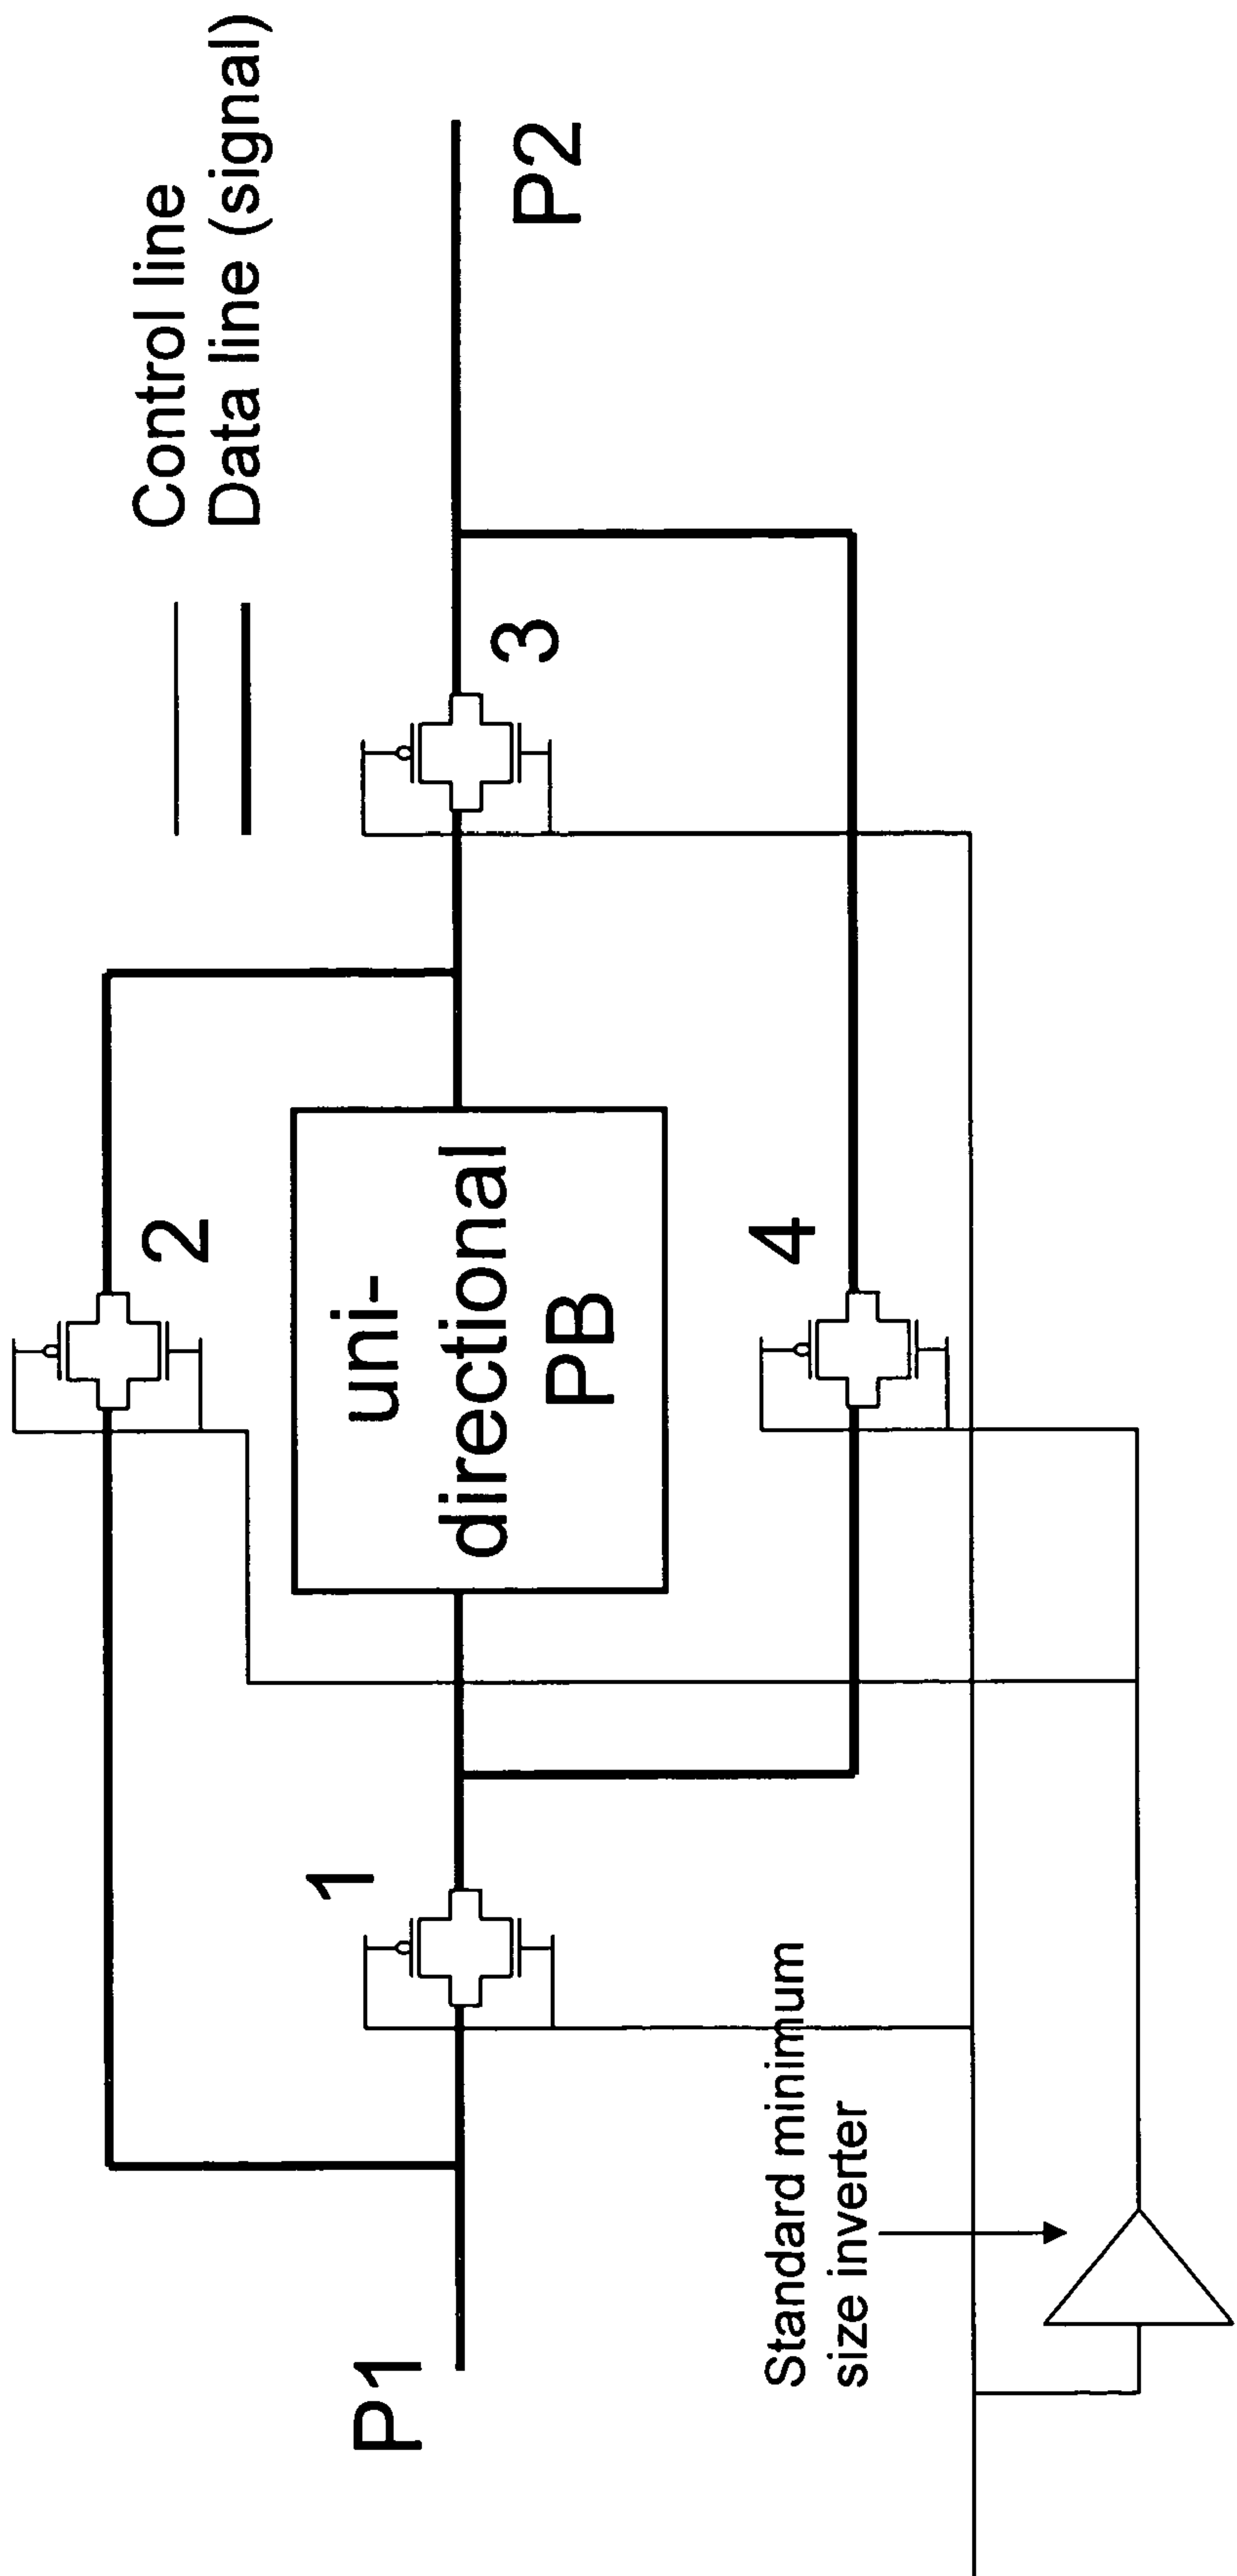 Control line
Data line (signal)
P1
1
2
uni-
directional
PB
3
P2
4
Standard minimum
size inverter